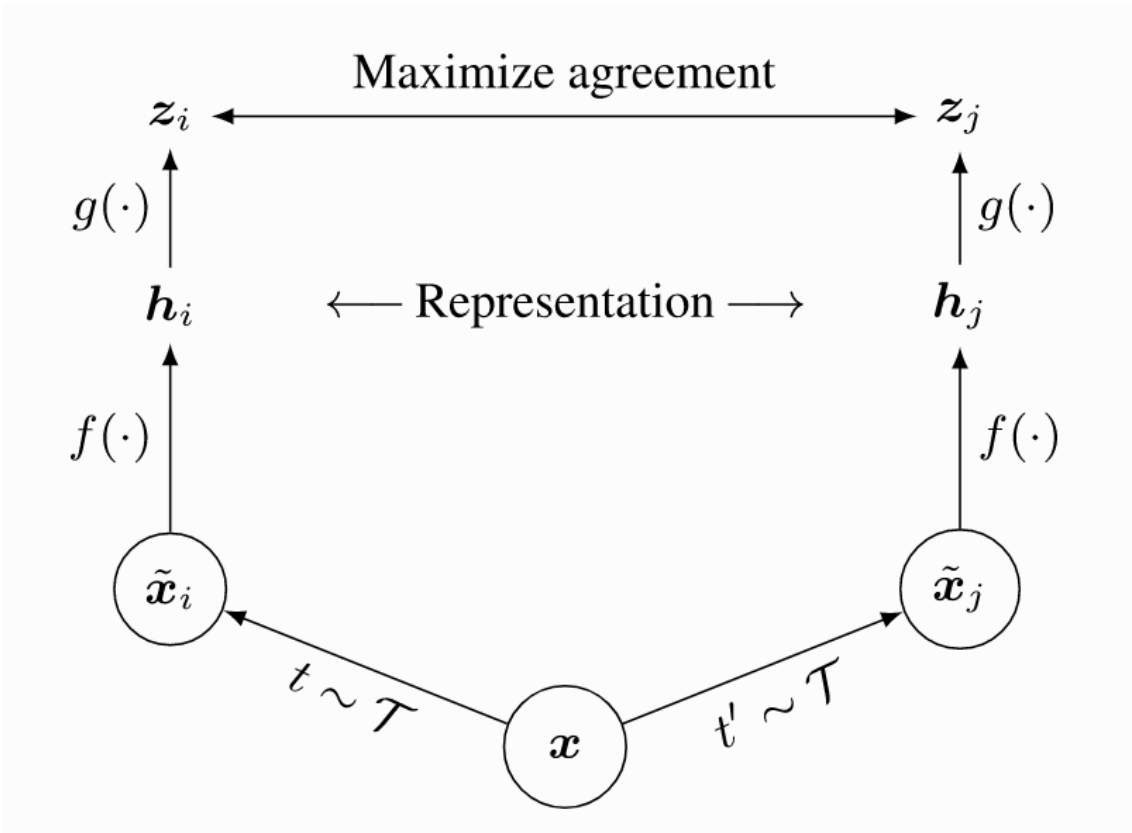 Maximize agreement
z_i z_j
g(·) g(·)
h_i ← Representation → h_j
f(·) f(·)
x̃_i x̃_j
t ∼ 𝒯 t′ ∼ 𝒯
x